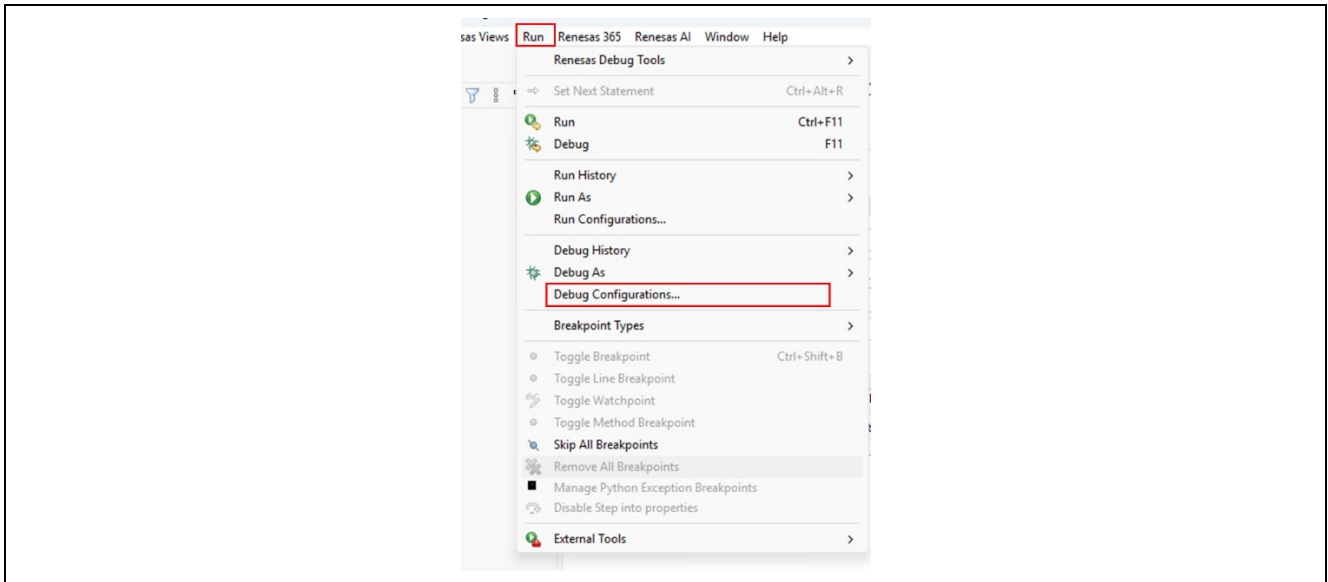 sas Views Run Renesas 365 Renesas AI Window Help
Renesas Debug Tools
Set Next Statement Ctrl+Alt+R
Run Ctrl+F11
Debug F11
Run History
Run As
Run Configurations...
Debug History
Debug As
Debug Configurations...
Breakpoint Types
Toggle Breakpoint Ctrl+Shift+B
Toggle Line Breakpoint
Toggle Watchpoint
Toggle Method Breakpoint
Skip All Breakpoints
Remove All Breakpoints
Manage Python Exception Breakpoints
Disable Step into properties
External Tools